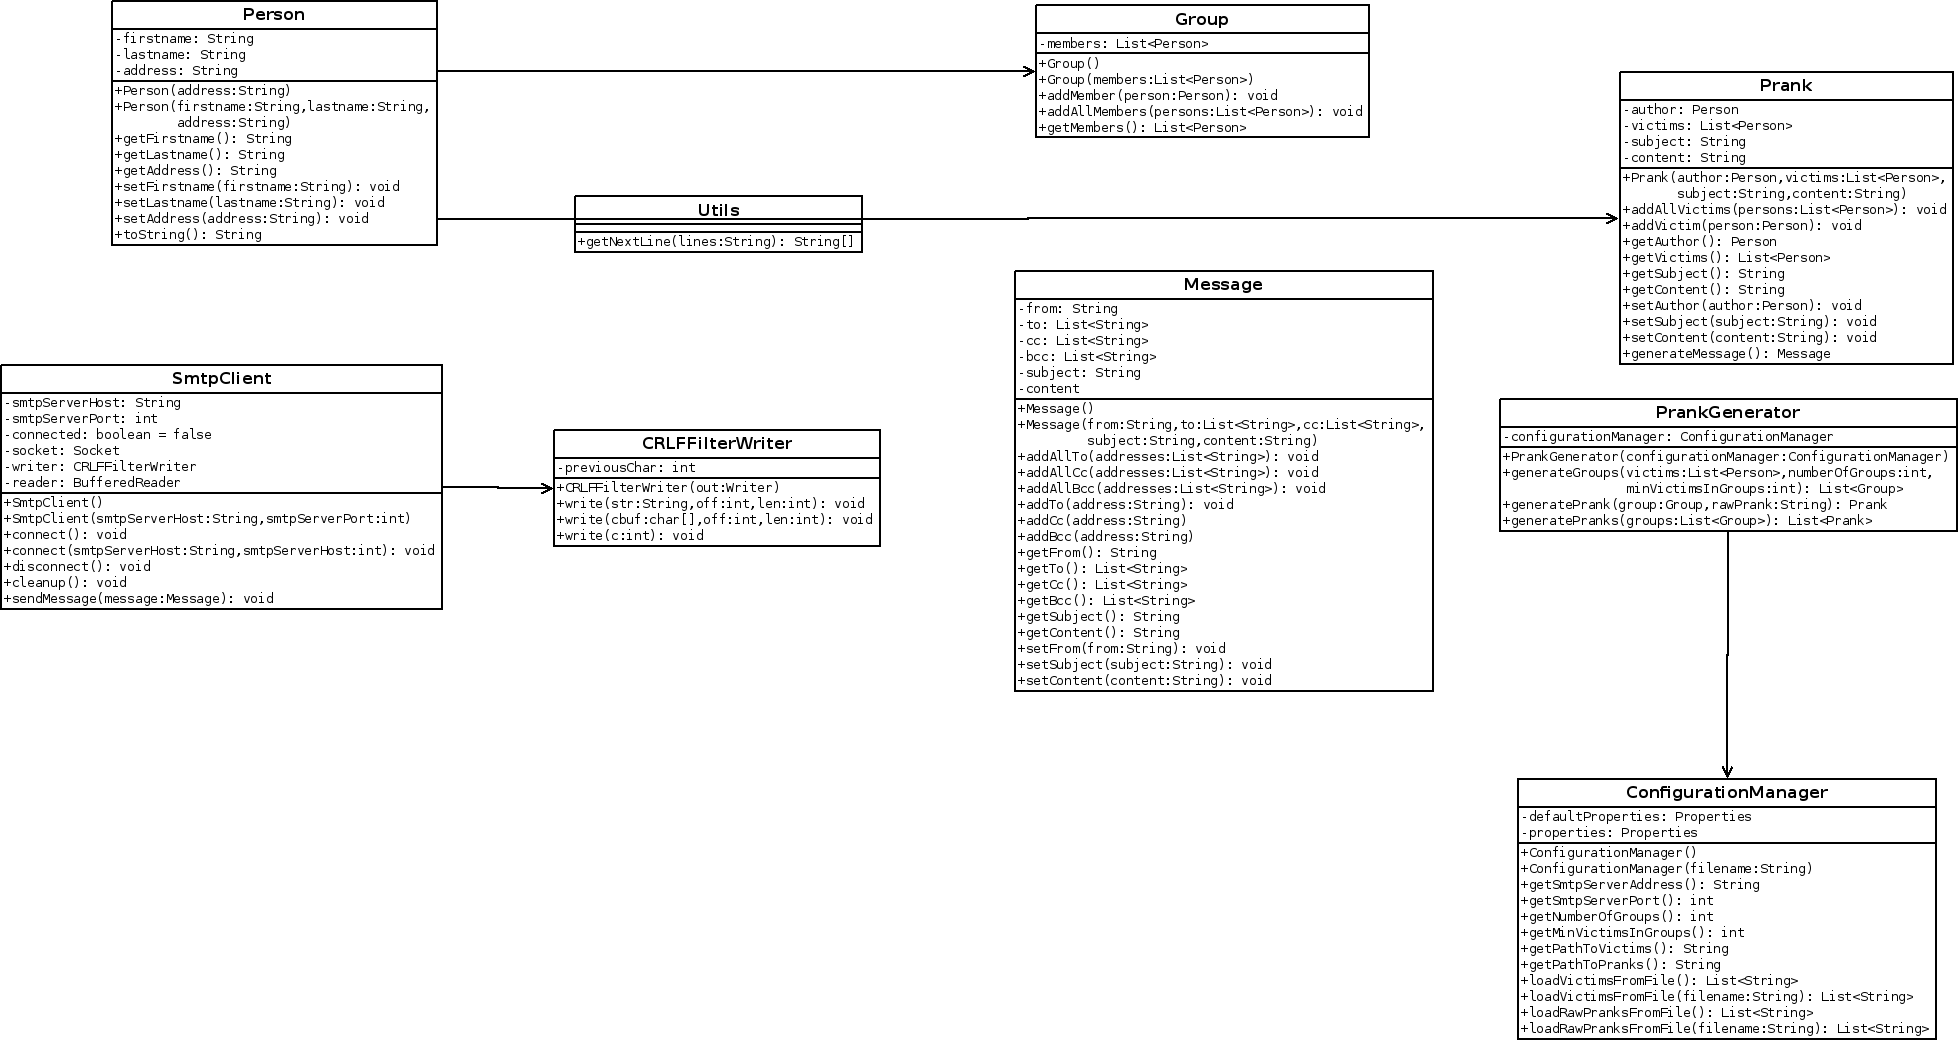 Person
-firstname: String
-lastname: String
-address: String
+Person(address:String)
+Person(firstname:String,lastname:String,
address:String)
+getFirstname(): String
+getLastname(): String
+getAddress(): String
+setFirstname(firstname:String): void
+setLastname(lastname:String): void
+setAddress(address:String): void
+toString(): String
Group
-members: List<Person>
+Group()
+Group(members:List<Person>)
+addMember(person:Person): void
+addAllMembers(persons:List<Person>): void
+getMembers(): List<Person>
Prank
-author: Person
-victims: List<Person>
-subject: String
-content: String
+Prank(author:Person,victims:List<Person>,
subject:String,content:String)
+addAllVictims(persons:List<Person>): void
+addVictim(person:Person): void
+getAuthor(): Person
+getVictims(): List<Person>
+getSubject(): String
+getContent(): String
+setAuthor(author:Person): void
+setSubject(subject:String): void
+setContent(content:String): void
+generateMessage(): Message
Utils
+getNextLine(lines:String): String[]
Message
-from: String
-to: List<String>
-cc: List<String>
-bcc: List<String>
-subject: String
-content
+Message()
+Message(from:String,to:List<String>,cc:List<String>,
subject:String,content:String)
+addAllTo(addresses:List<String>): void
+addAllCc(addresses:List<String>): void
+addAllBcc(addresses:List<String>): void
+addTo(address:String): void
+addCc(address:String)
+addBcc(address:String)
+getFrom(): String
+getTo(): List<String>
+getCc(): List<String>
+getBcc(): List<String>
+getSubject(): String
+getContent(): String
+setFrom(from:String): void
+setSubject(subject:String): void
+setContent(content:String): void
SmtpClient
-smtpServerHost: String
-smtpServerPort: int
-connected: boolean = false
-socket: Socket
-writer: CRLFFilterWriter
-reader: BufferedReader
+SmtpClient()
+SmtpClient(smtpServerHost:String,smtpServerPort:int)
+connect(): void
+connect(smtpServerHost:String,smtpServerHost:int): void
+disconnect(): void
+cleanup(): void
+sendMessage(message:Message): void
CRLFFilterWriter
-previousChar: int
+CRLFFilterWriter(out:Writer)
+write(str:String,off:int,len:int): void
+write(cbuf:char[],off:int,len:int): void
+write(c:int): void
PrankGenerator
-configurationManager: ConfigurationManager
+PrankGenerator(configurationManager:ConfigurationManager)
+generateGroups(victims:List<Person>,numberOfGroups:int,
minVictimsInGroups:int): List<Group>
+generatePrank(group:Group,rawPrank:String): Prank
+generatePranks(groups:List<Group>): List<Prank>
ConfigurationManager
-defaultProperties: Properties
-properties: Properties
+ConfigurationManager()
+ConfigurationManager(filename:String)
+getSmtpServerAddress(): String
+getSmtpServerPort(): int
+getNumberOfGroups(): int
+getMinVictimsInGroups(): int
+getPathToVictims(): String
+getPathToPranks(): String
+loadVictimsFromFile(): List<String>
+loadVictimsFromFile(filename:String): List<String>
+loadRawPranksFromFile(): List<String>
+loadRawPranksFromFile(filename:String): List<String>